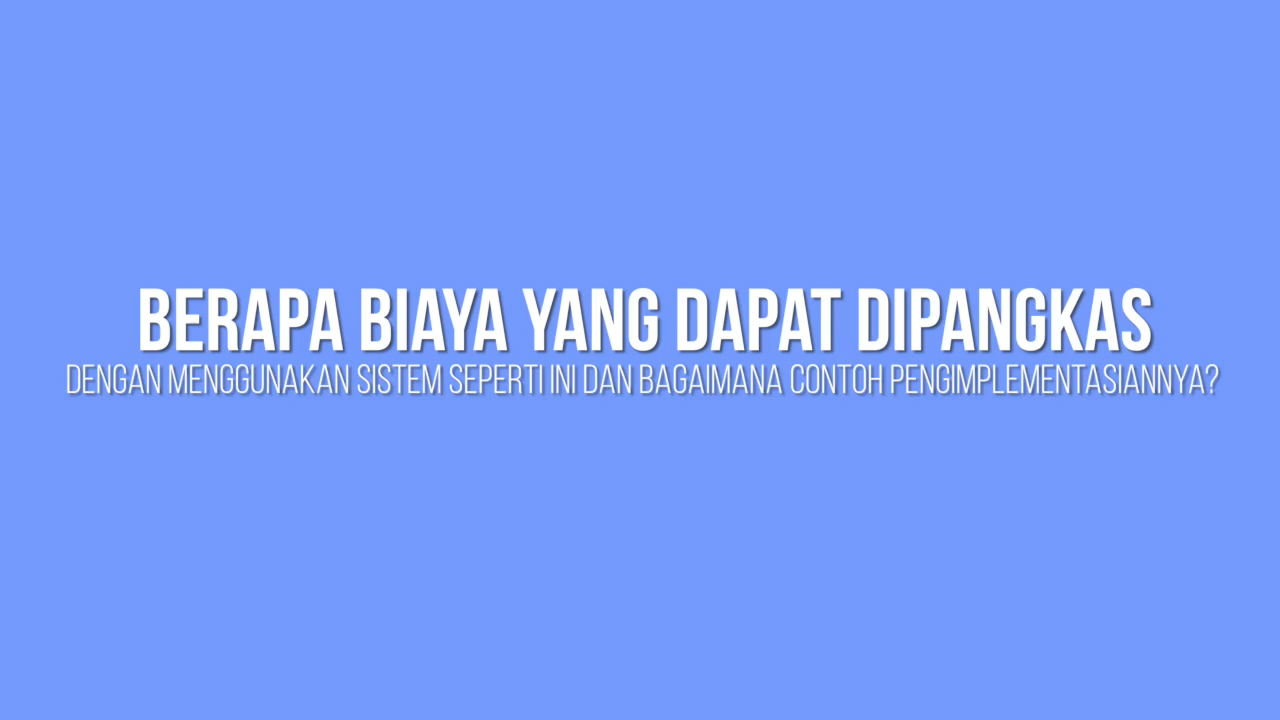 BERAPA BIAYA YANG DAPAT DIPANGKAS
DENGAN MENGGUNAKAN SISTEM SEPERTI INI DAN BAGAIMANA CONTOH PENGIMPLEMENTASIANNYA?